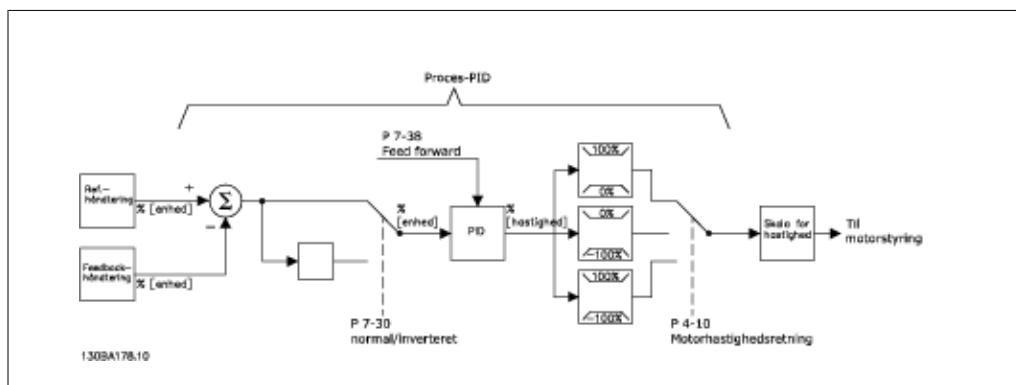 Proces-PID
P 7-38
Feed forward
Ref.-
håndtering
+
% [enhed]
Σ
−
Feedback-
håndtering
% [enhed]
%
[enhed]
PID
%
[hastighed]
100%
0%
0%
−100%
100%
−100%
Skala for
hastighed
Til
motorstyring
P 7-30
normal/inverteret
P 4-10
Motorhastighedsretning
130BA178.10